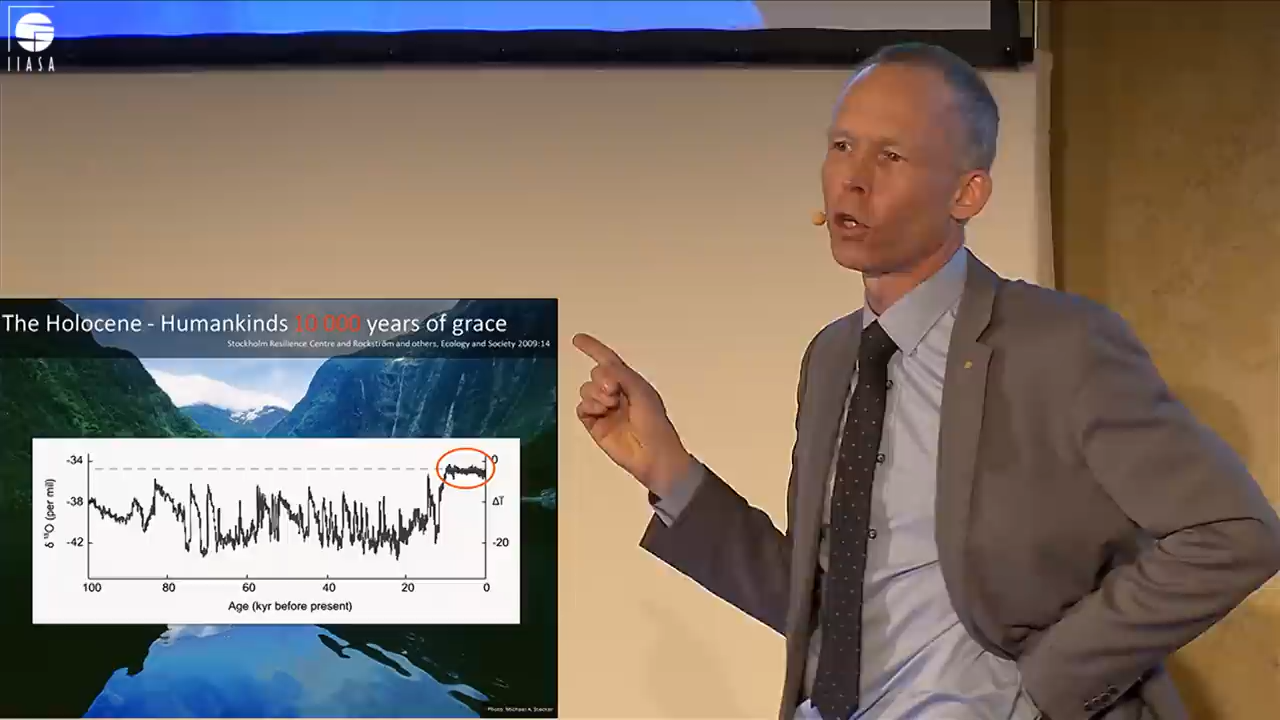 IIASA
The Holocene - Humankinds 10 000 years of grace
Stockholm Resilience Centre and Rockström and others, Ecology and Society 2009:14
-34
-38
-42
δ ¹⁸O (per mil)
0
ΔT
-20
100 80 60 40 20 0
Age (kyr before present)
Photo: Michael A. Stecker